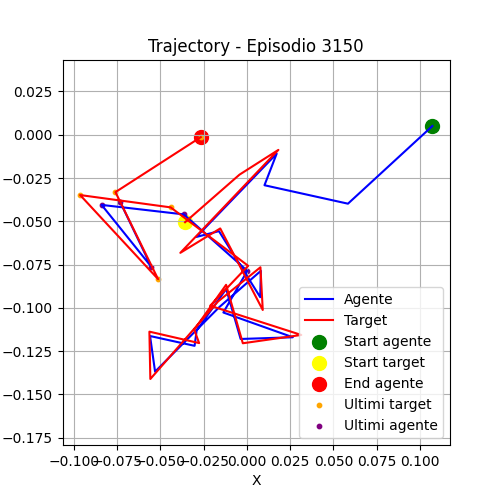 Trajectory - Episodio 3150
0.025
0.000
−0.025
−0.050
−0.075
−0.100
−0.125
−0.150
−0.175
Agente
Target
Start agente
Start target
End agente
Ultimi target
Ultimi agente
−0.100 −0.075 −0.050 −0.025 0.000 0.025 0.050 0.075 0.100
X